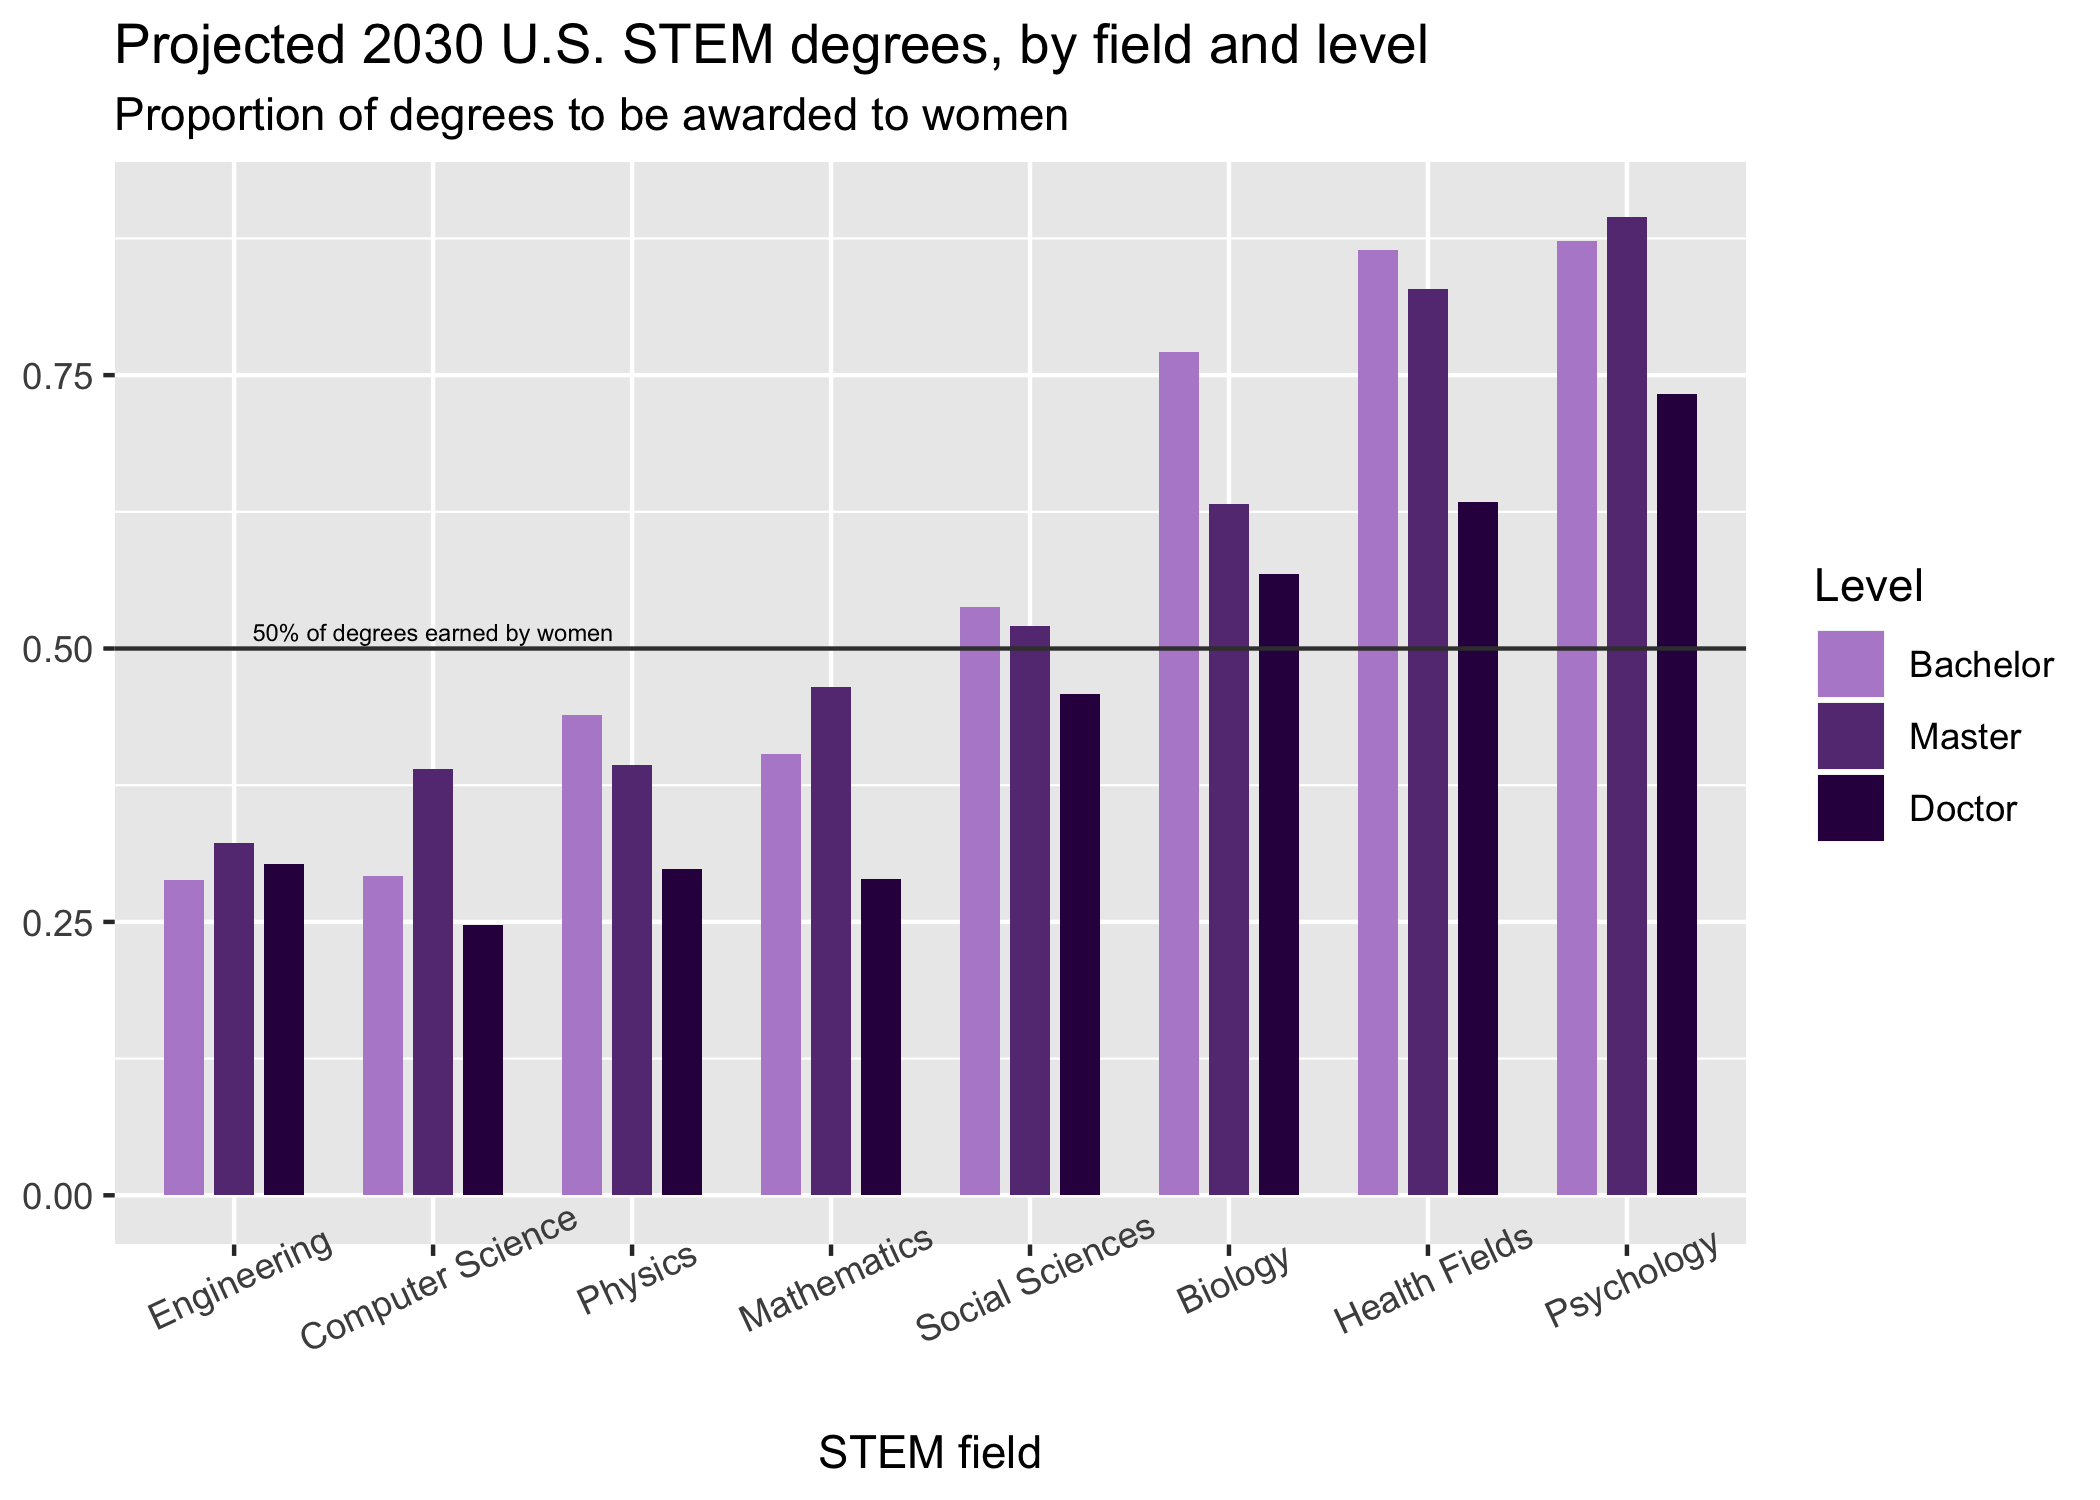 Projected 2030 U.S. STEM degrees, by field and level
Proportion of degrees to be awarded to women
0.75
0.50
0.25
0.00
50% of degrees earned by women
Engineering
Computer Science
Physics
Mathematics
Social Sciences
Biology
Health Fields
Psychology
STEM field
Level
Bachelor
Master
Doctor